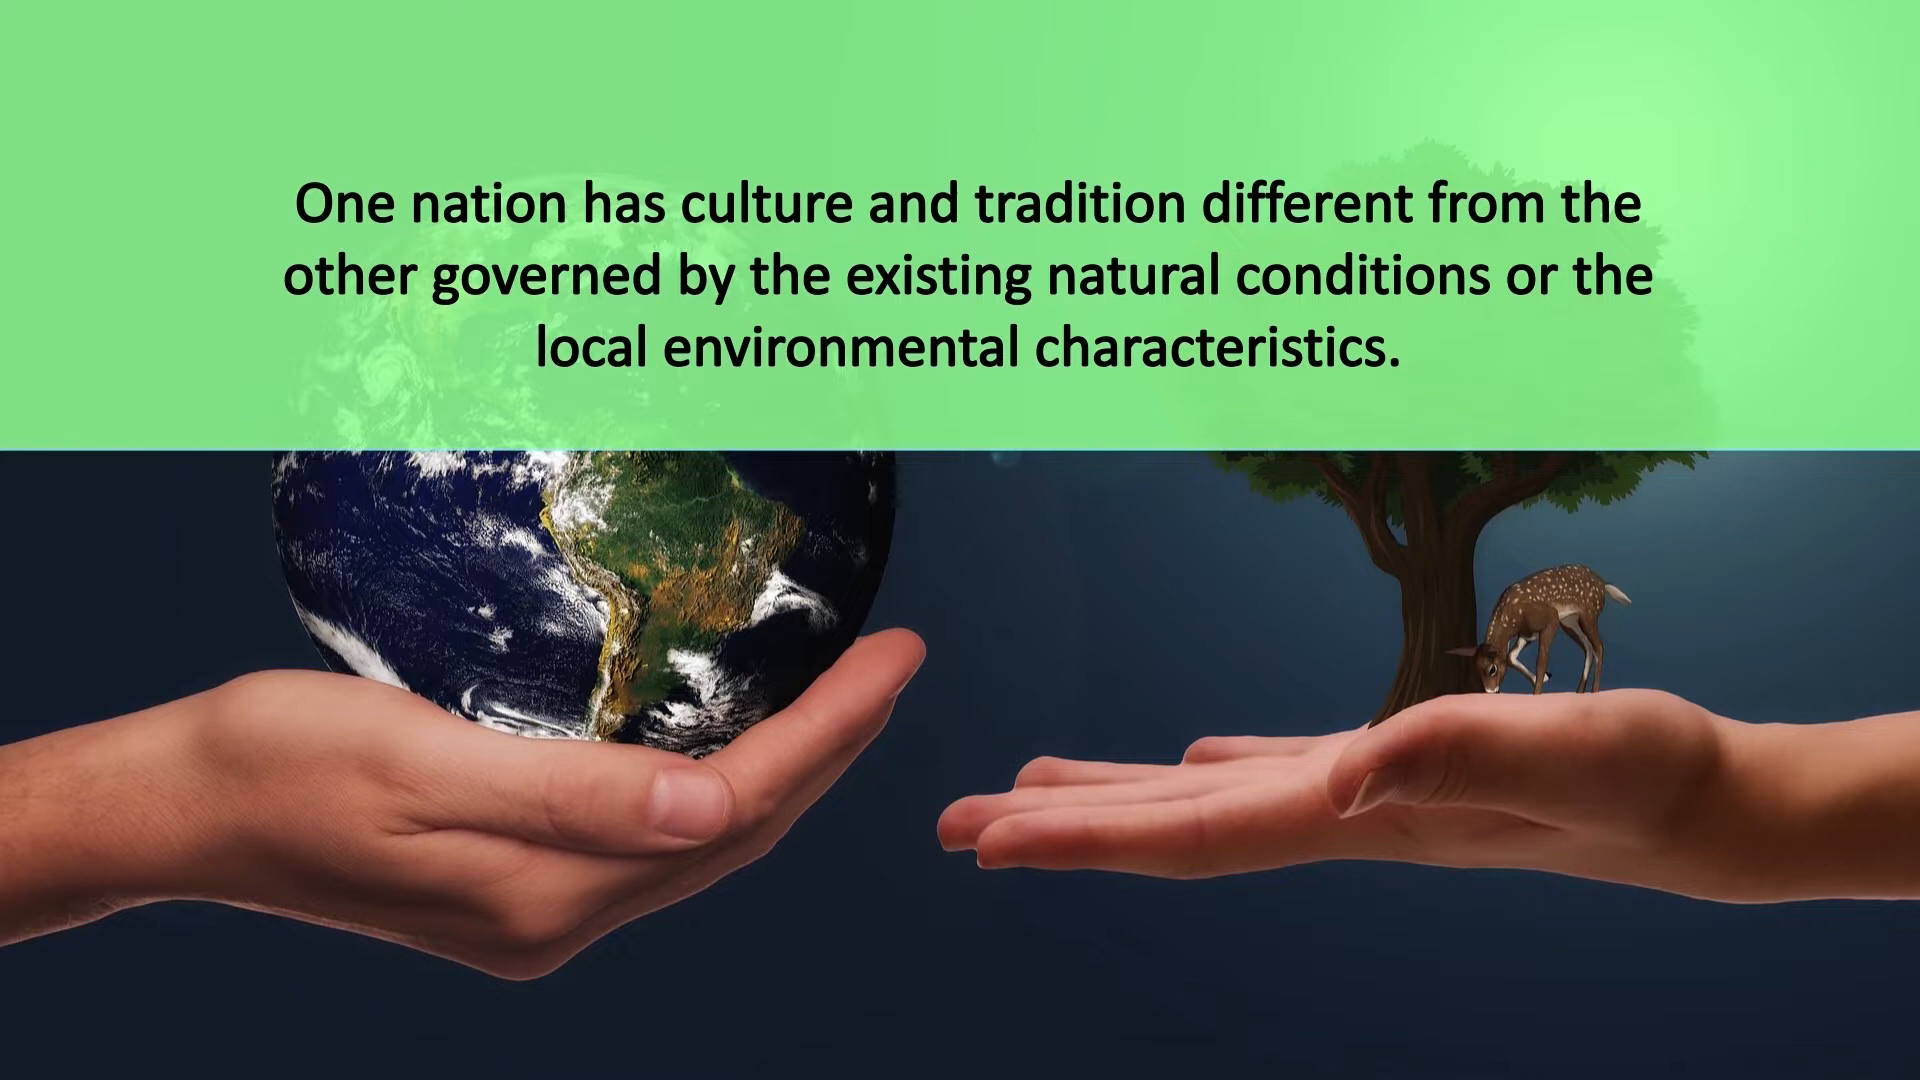 One nation has culture and tradition different from the
other governed by the existing natural conditions or the
local environmental characteristics.